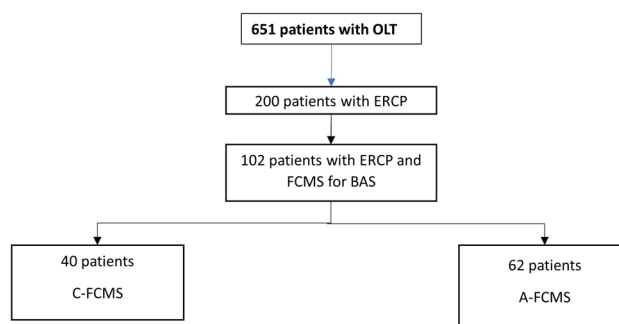 651 patients with OLT
200 patients with ERCP
102 patients with ERCP and
FCMS for BAS
40 patients
C-FCMS
62 patients
A-FCMS